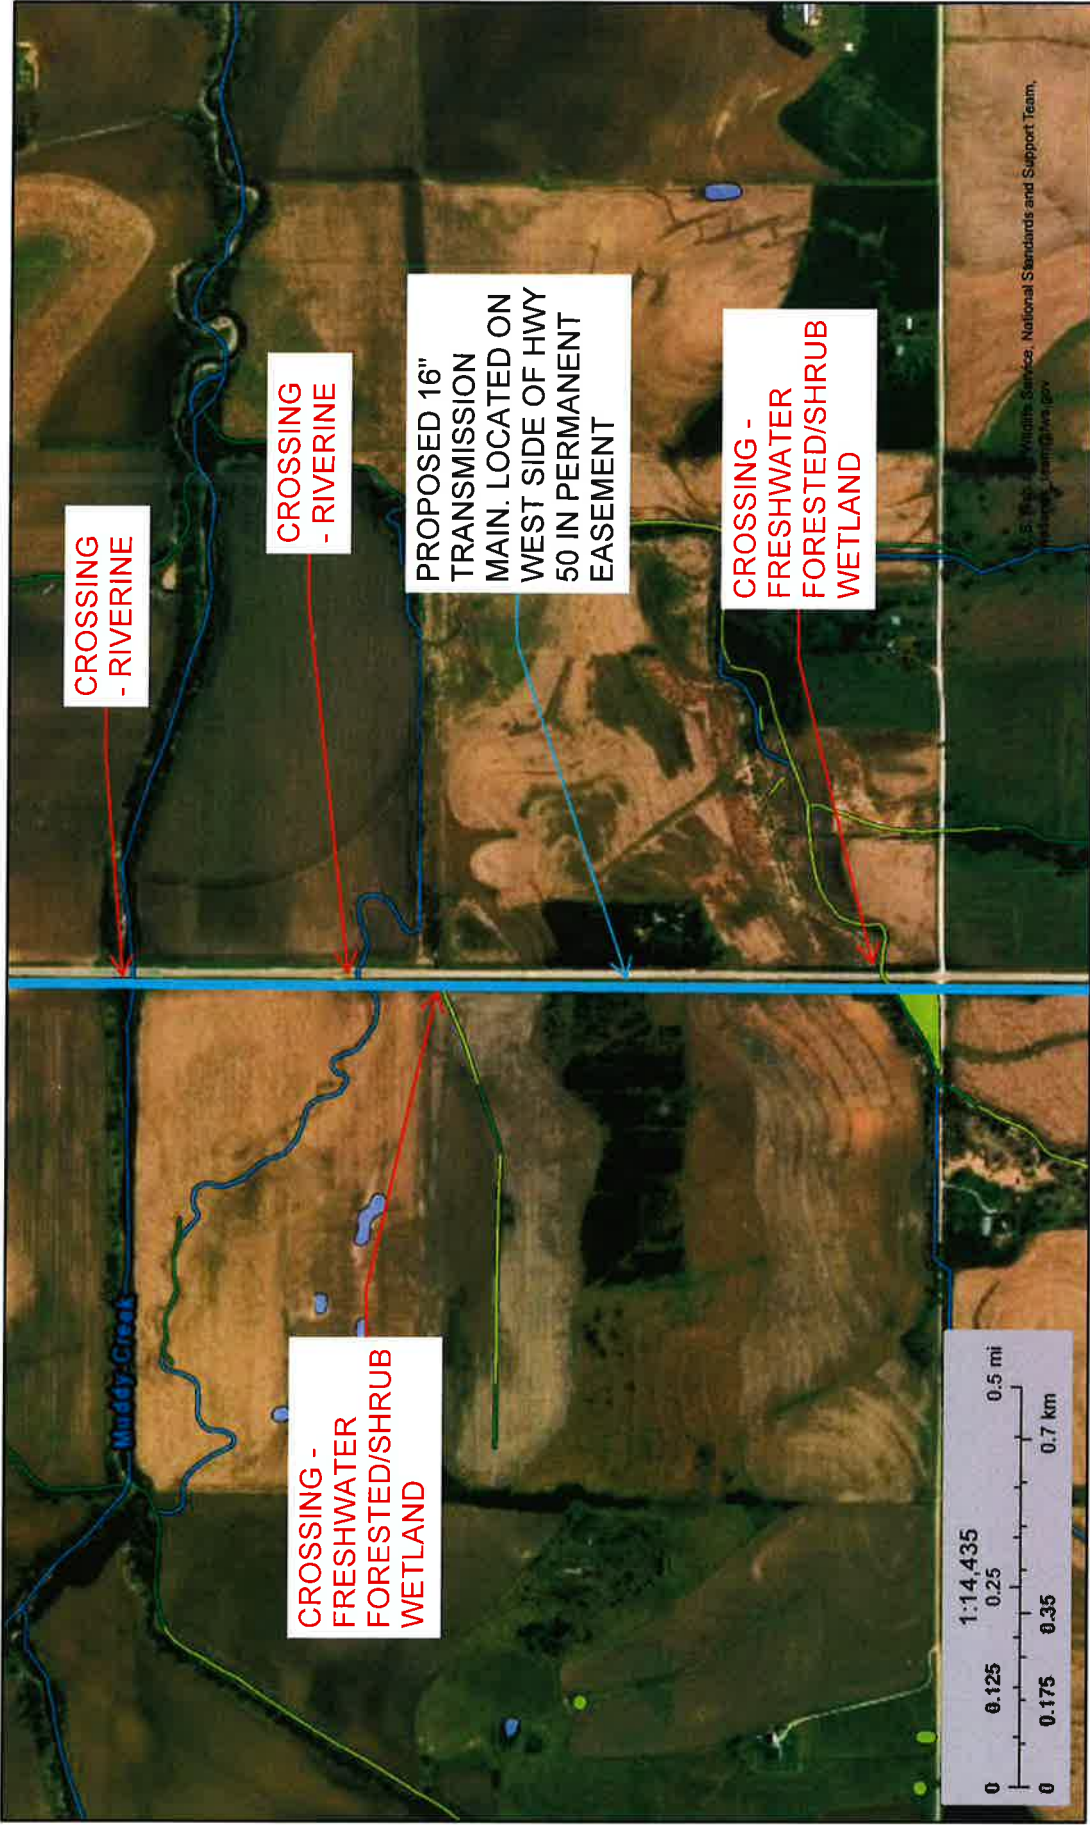 CROSSING
- RIVERINE
CROSSING
- RIVERINE
PROPOSED 16"
TRANSMISSION
MAIN. LOCATED ON
WEST SIDE OF HWY
50 IN PERMANENT
EASEMENT
CROSSING -
FRESHWATER
FORESTED/SHRUB
WETLAND
Muddy Creek
CROSSING -
FRESHWATER
FORESTED/SHRUB
WETLAND
1:14,435
0 0.125 0.25 0.5 mi
0 0.175 0.35 0.7 km
Service, National Standards and Support Team,